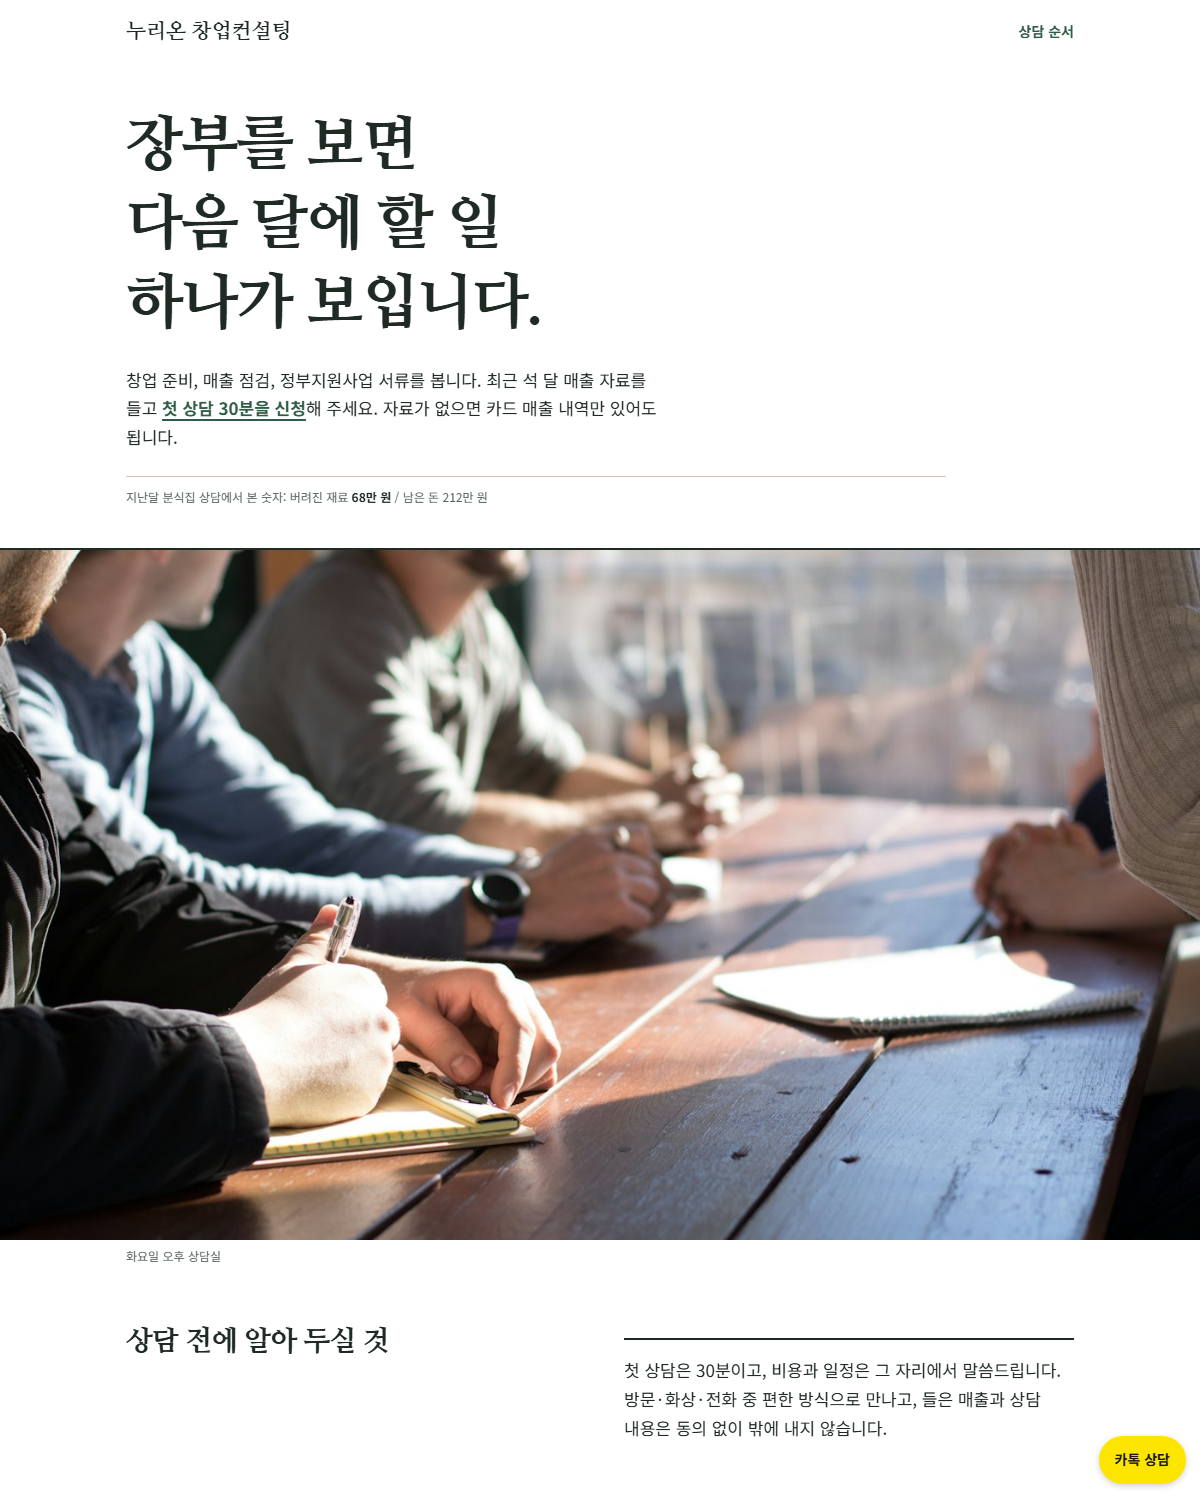 누리온 창업컨설팅
상담 순서
장부를 보면
다음 달에 할 일
하나가 보입니다.
창업 준비, 매출 점검, 정부지원사업 서류를 봅니다. 최근 석 달 매출 자료를
들고 첫 상담 30분을 신청해 주세요. 자료가 없으면 카드 매출 내역만 있어도
됩니다.
지난달 분식집 상담에서 본 숫자: 버려진 재료 68만 원 / 남은 돈 212만 원
화요일 오후 상담실
상담 전에 알아 두실 것
첫 상담은 30분이고, 비용과 일정은 그 자리에서 말씀드립니다.
방문·화상·전화 중 편한 방식으로 만나고, 들은 매출과 상담
내용은 동의 없이 밖에 내지 않습니다.
카톡 상담